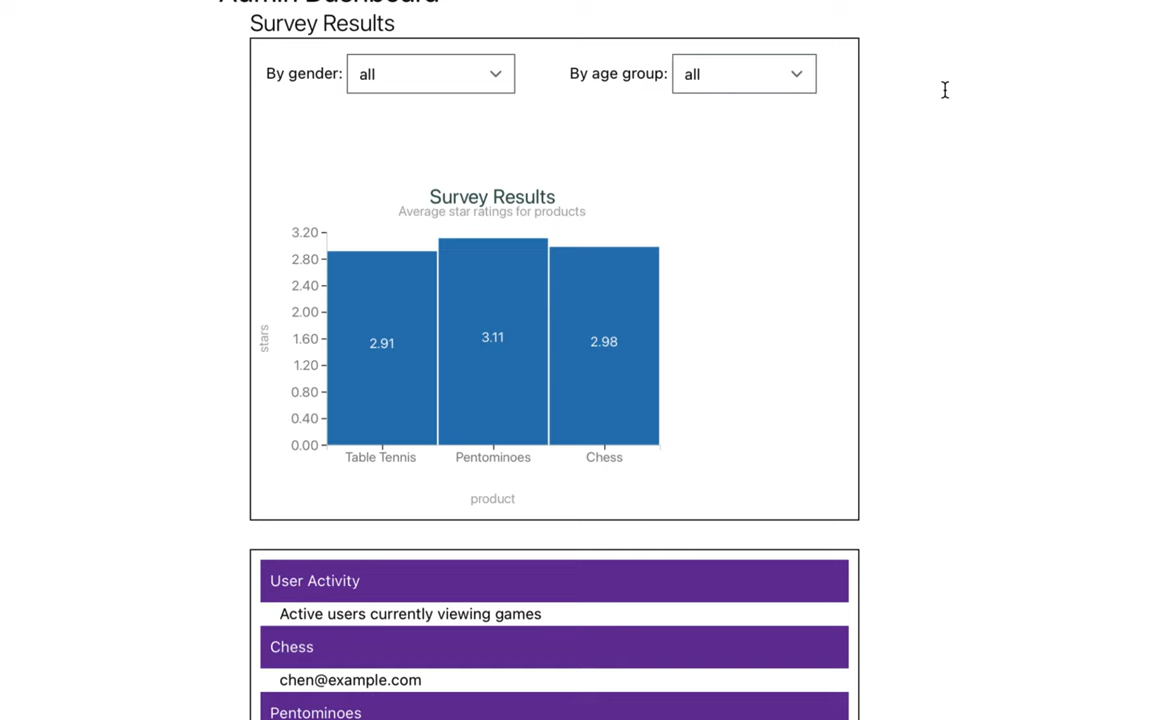 Admin Dashboard
Survey Results
By gender: all By age group: all
Survey Results
Average star ratings for products
3.20
2.80
2.40
2.00
1.60
1.20
0.80
0.40
0.00
stars
2.91 3.11 2.98
Table Tennis Pentominoes Chess
product
User Activity
Active users currently viewing games
Chess
chen@example.com
Pentominoes